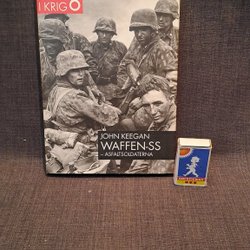 I KRIG
JOHN KEEGAN
WAFFEN-SS
– ASFALTSOLDATERNA